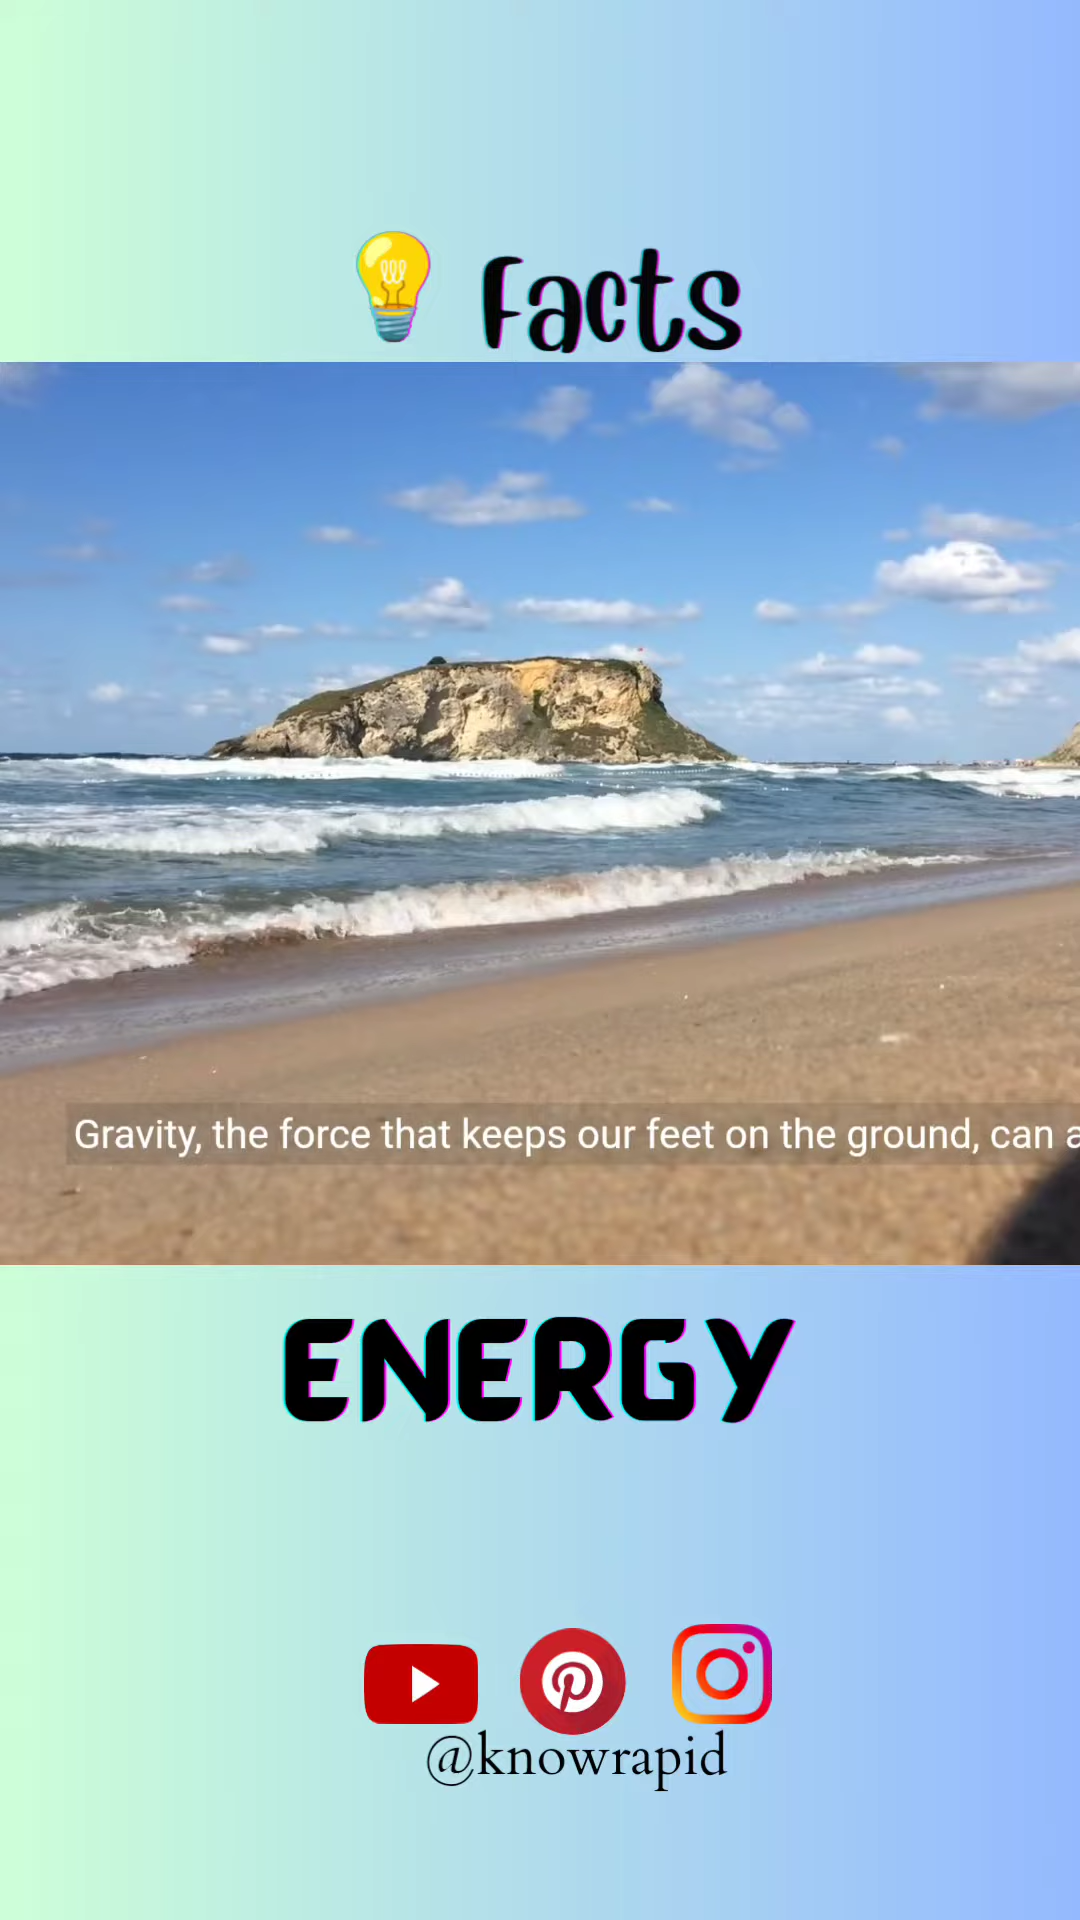 Facts
Gravity, the force that keeps our feet on the ground, can
ENERGY
@knowrapid